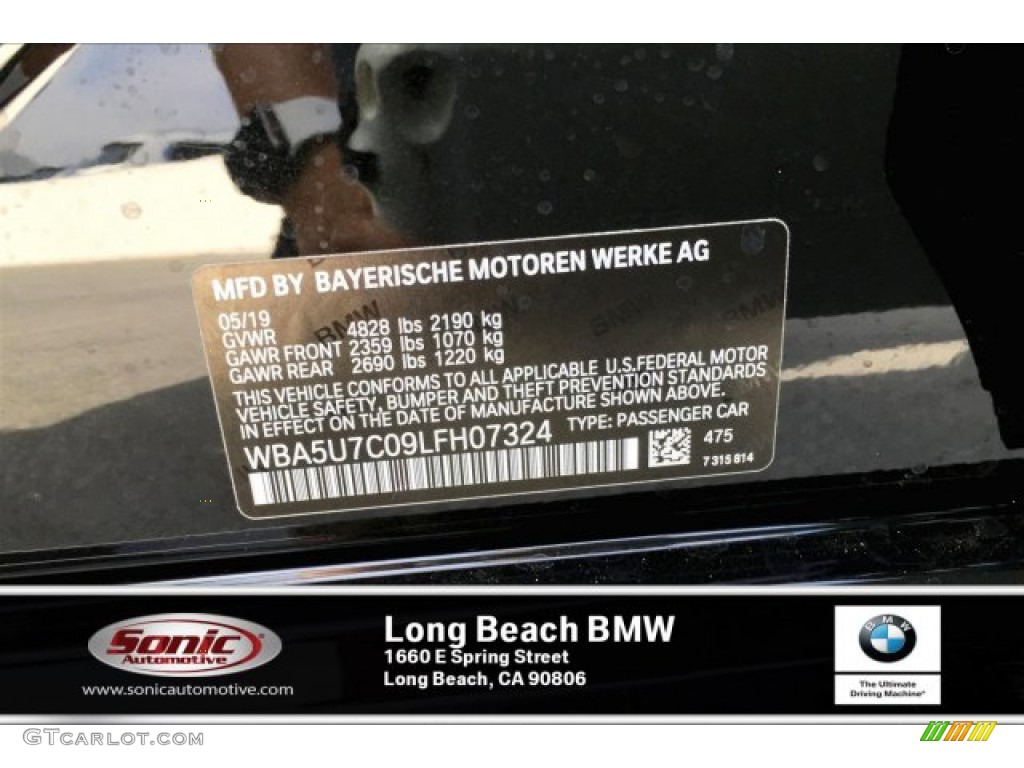 MFD BY BAYERISCHE MOTOREN WERKE AG
05/19
GVWR 4828 lbs 2190 kg
GAWR FRONT 2359 lbs 1070 kg
GAWR REAR 2690 lbs 1220 kg
THIS VEHICLE CONFORMS TO ALL APPLICABLE U.S.FEDERAL MOTOR
VEHICLE SAFETY, BUMPER AND THEFT PREVENTION STANDARDS
IN EFFECT ON THE DATE OF MANUFACTURE SHOWN ABOVE.
WBA5U7C09LFH07324 TYPE: PASSENGER CAR
475
7 315 814
BMW BMW BMW BMW
Sonic
Automotive
www.sonicautomotive.com
Long Beach BMW
1660 E Spring Street
Long Beach, CA 90806
BMW
The Ultimate
Driving Machine®
GTCARLOT.COM